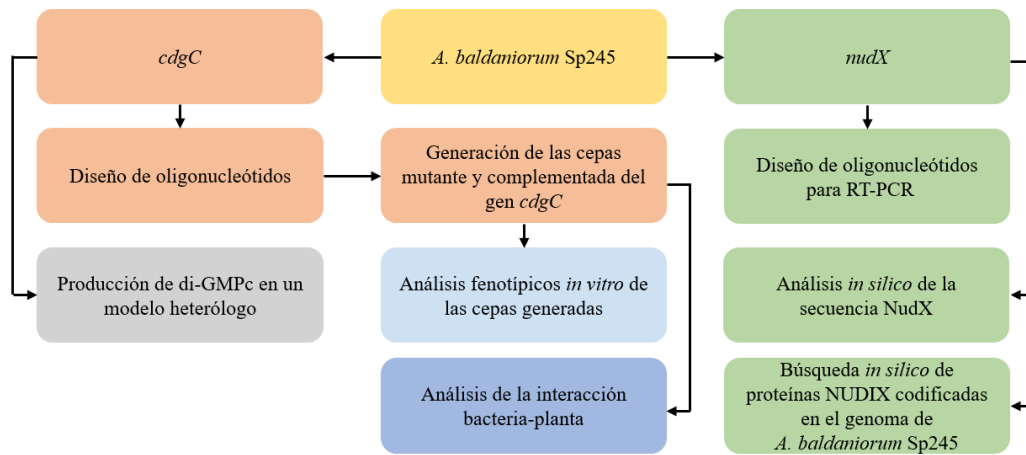 cdgC
A. baldaniorum Sp245
nudX
Diseño de oligonucleótidos
Generación de las cepas
mutante y complementada del
gen cdgC
Diseño de oligonucleótidos
para RT-PCR
Producción de di-GMPc en un
modelo heterólogo
Análisis fenotípicos in vitro de
las cepas generadas
Análisis in silico de la
secuencia NudX
Análisis de la interacción
bacteria-planta
Búsqueda in silico de
proteínas NUDIX codificadas
en el genoma de
A. baldaniorum Sp245